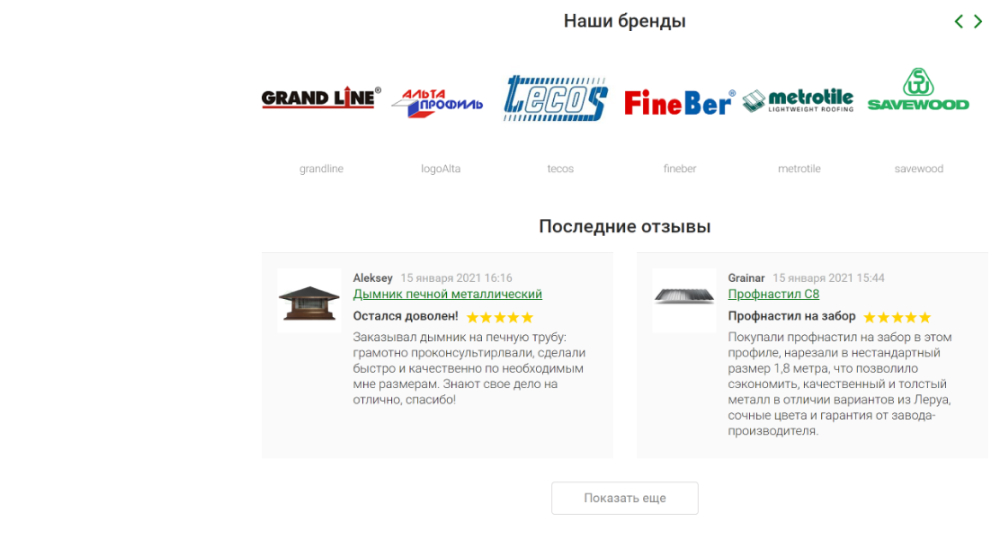 Наши бренды
GRAND LINE®
АЛЬТА
ПРОФИЛЬ
tecos
FineBer®
metrotile
LIGHTWEIGHT ROOFING
SW
SAVEWOOD
grandline
logoAlta
tecos
fineber
metrotile
savewood
Последние отзывы
Aleksey 15 января 2021 16:16
Дымник печной металлический
Остался доволен!
Заказывал дымник на печную трубу:
грамотно проконсультирлвали, сделали
быстро и качественно по необходимым
мне размерам. Знают свое дело на
отлично, спасибо!
Grainar 15 января 2021 15:44
Профнастил С8
Профнастил на забор
Покупали профнастил на забор в этом
профиле, нарезали в нестандартный
размер 1,8 метра, что позволило
сэкономить, качественный и толстый
металл в отличии вариантов из Леруа,
сочные цвета и гарантия от завода-
производителя.
Показать еще